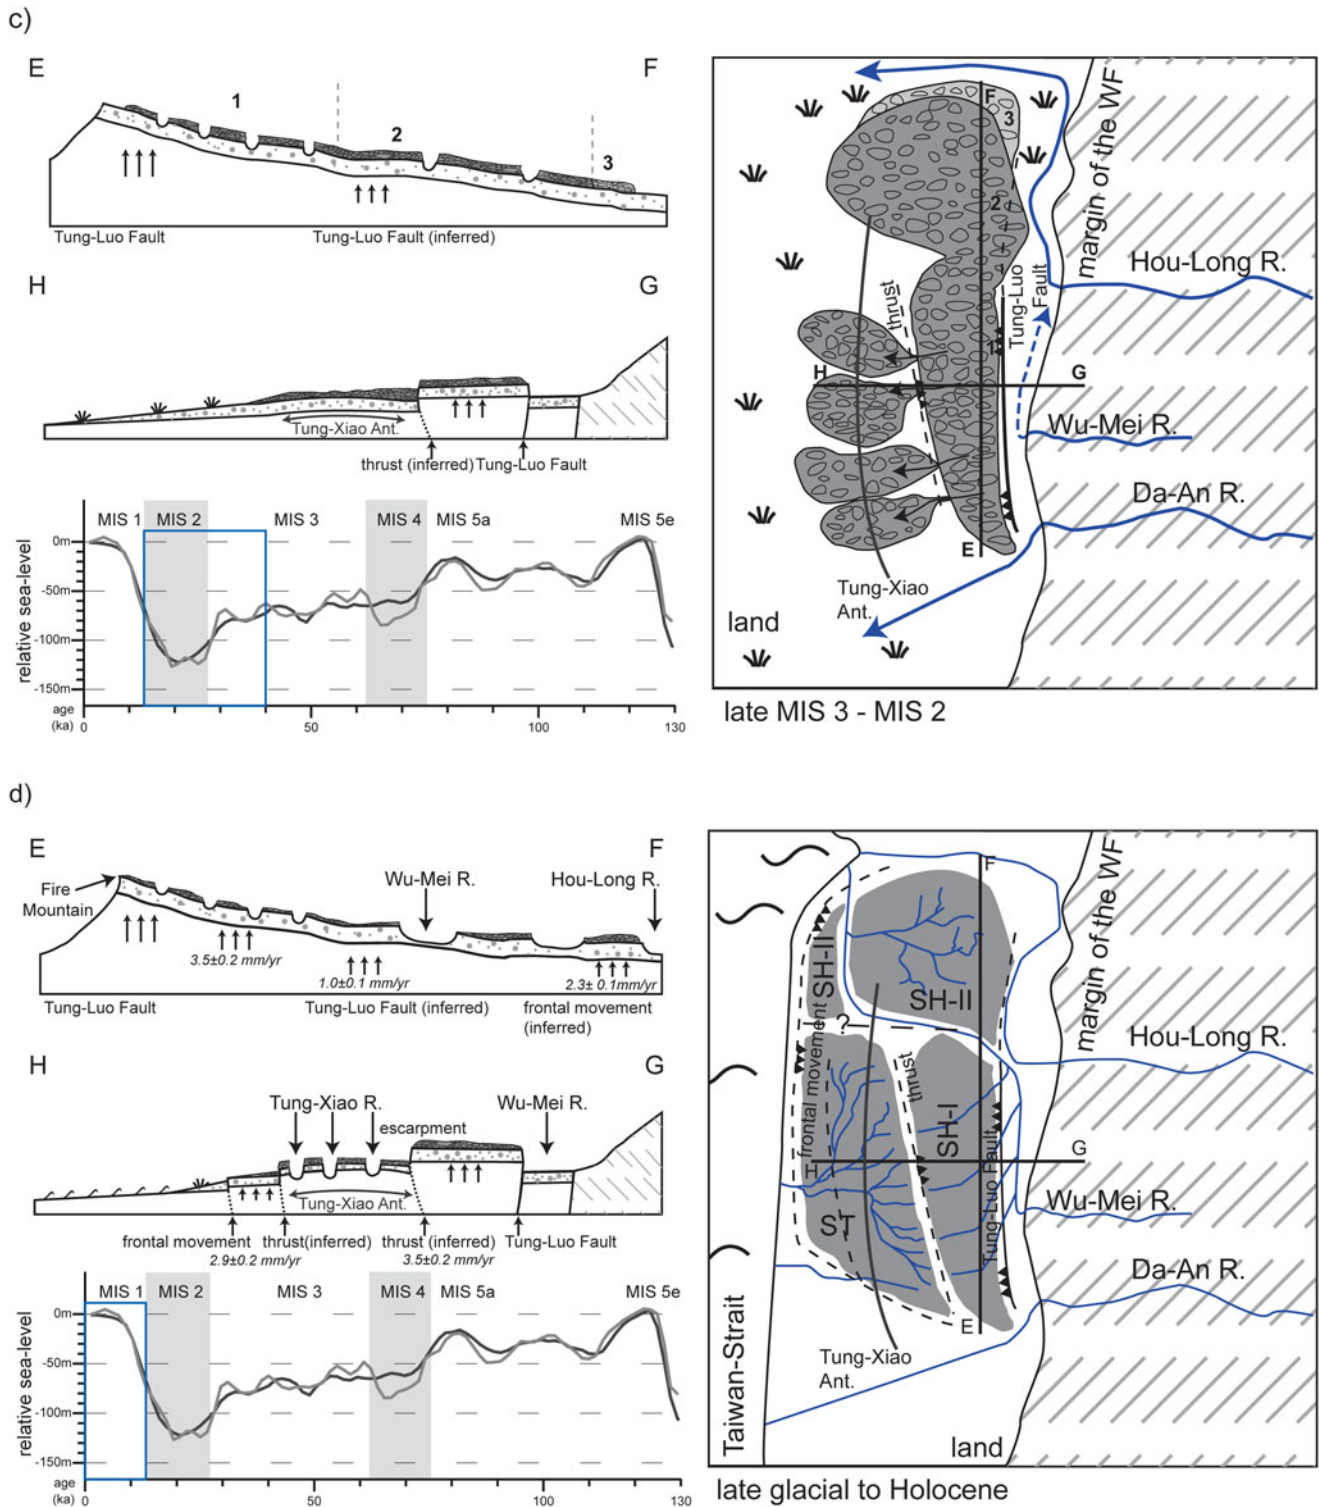 c)
E
F
1
2
3
Tung-Luo Fault
Tung-Luo Fault (inferred)
H
G
Tung-Xiao Ant.
thrust (inferred)
Tung-Luo Fault
MIS 1
MIS 2
MIS 3
MIS 4
MIS 5a
MIS 5e
relative sea-level
0m
-50m
-100m
-150m
age
(ka)
0
50
100
130
F
3
2
margin of the WF
Hou-Long R.
Tung-Luo
Fault
thrust
1
H
G
Wu-Mei R.
Da-An R.
E
Tung-Xiao
Ant.
land
late MIS 3 - MIS 2
d)
E
F
Fire
Mountain
Wu-Mei R.
Hou-Long R.
3.5±0.2 mm/yr
1.0±0.1 mm/yr
2.3± 0.1mm/yr
Tung-Luo Fault
Tung-Luo Fault (inferred)
frontal movement
(inferred)
H
G
Tung-Xiao R.
Wu-Mei R.
escarpment
Tung-Xiao Ant.
frontal movement
thrust(inferred)
thrust (inferred)
Tung-Luo Fault
2.9±0.2 mm/yr
3.5±0.2 mm/yr
MIS 1
MIS 2
MIS 3
MIS 4
MIS 5a
MIS 5e
relative sea-level
0m
-50m
-100m
-150m
age
(ka)
0
50
100
130
F
margin of the WF
SH-II
SH-II
?
Hou-Long R.
frontal movement
thrust
SH-I
Tung-Luo Fault
H
G
Wu-Mei R.
ST
Da-An R.
E
Tung-Xiao
Ant.
Taiwan-Strait
land
late glacial to Holocene